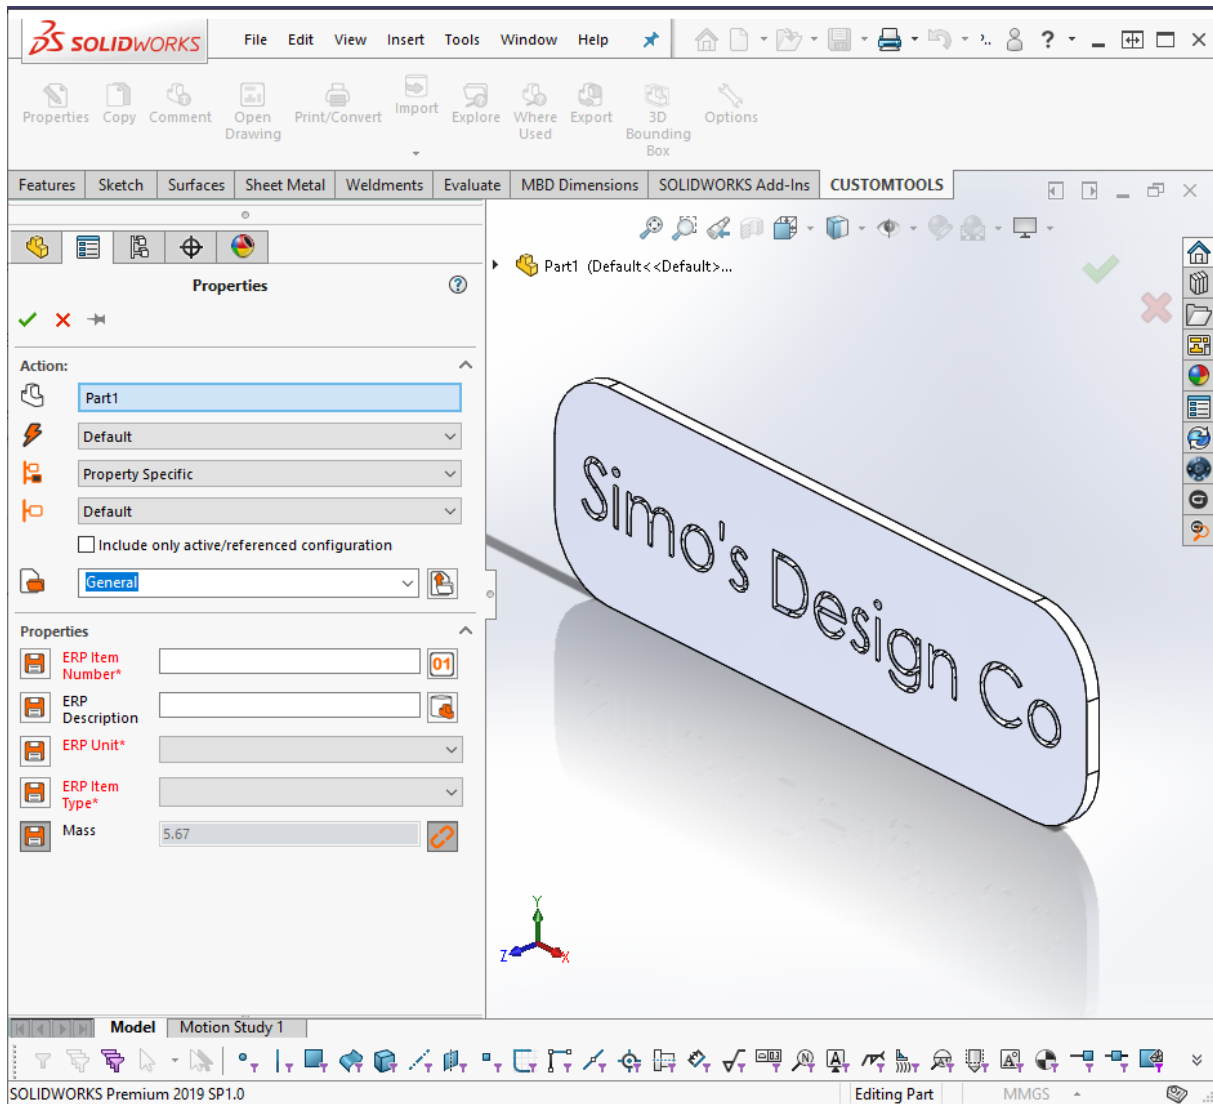 SOLIDWORKS File Edit View Insert Tools Window Help ?
Properties Copy Comment Open Drawing Print/Convert Import Explore Where Used Export 3D Bounding Box Options
Features Sketch Surfaces Sheet Metal Weldments Evaluate MBD Dimensions SOLIDWORKS Add-Ins CUSTOMTOOLS
Part1 (Default<<Default>...
Properties
Action:
Part1
Default
Property Specific
Default
Include only active/referenced configuration
General
Properties
ERP Item Number*
01
ERP Description
ERP Unit*
ERP Item Type*
Mass 5.67
Simo's Design Co
Y
Z X
Model Motion Study 1
SOLIDWORKS Premium 2019 SP1.0 Editing Part MMGS